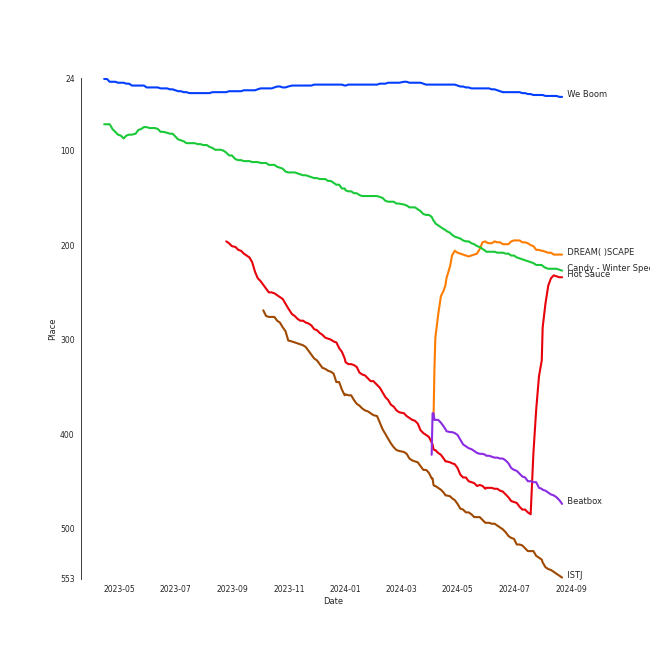 24
100
200
300
400
500
553
Place
2023-05
2023-07
2023-09
2023-11
2024-01
2024-03
2024-05
2024-07
2024-09
Date
We Boom
DREAM( )SCAPE
Candy - Winter Spe
Hot Sauce
Beatbox
ISTJ